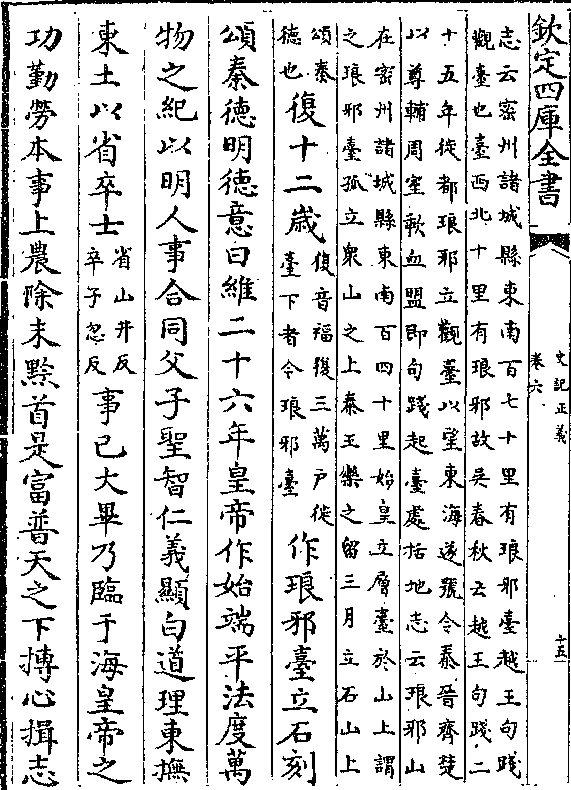 欽定四庫全書
史記正義
卷六
十五
志云密州諸城縣東南百七十里有琅邪臺越王句踐
觀臺也臺西北十里有琅邪故吳春秋云越王句踐二
十五年徙都琅邪立觀臺以望東海遂號令秦晉齊楚
以尊輔周室歃血盟即句踐起臺處括地志云琅邪山
在密州諸城縣東南百四十里始皇立層臺於山上謂
之琅邪臺孤立衆山之上秦王樂之留三月立石山上
頌秦德也復十二歳復音福復三萬戸徙臺下者令琅邪臺作琅邪臺立石刻
頌秦德明德意曰維二十六年皇帝作始端平法度萬
物之紀以明人事合同父子聖智仁義顯白道理東撫
東土以省卒士省山井反卒子忽反事已大畢乃臨于海皇帝之
功勤勞本事上農除末黔首是富普天之下摶心揖志